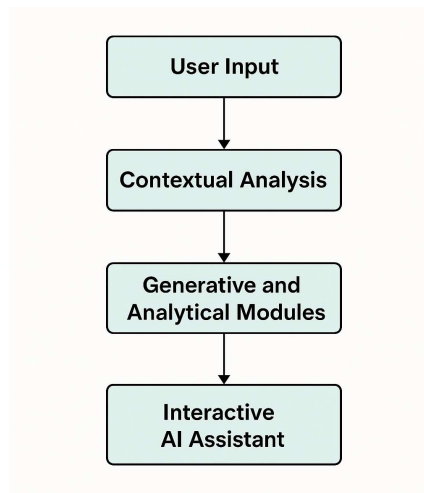 User Input
Contextual Analysis
Generative and
Analytical Modules
Interactive
AI Assistant